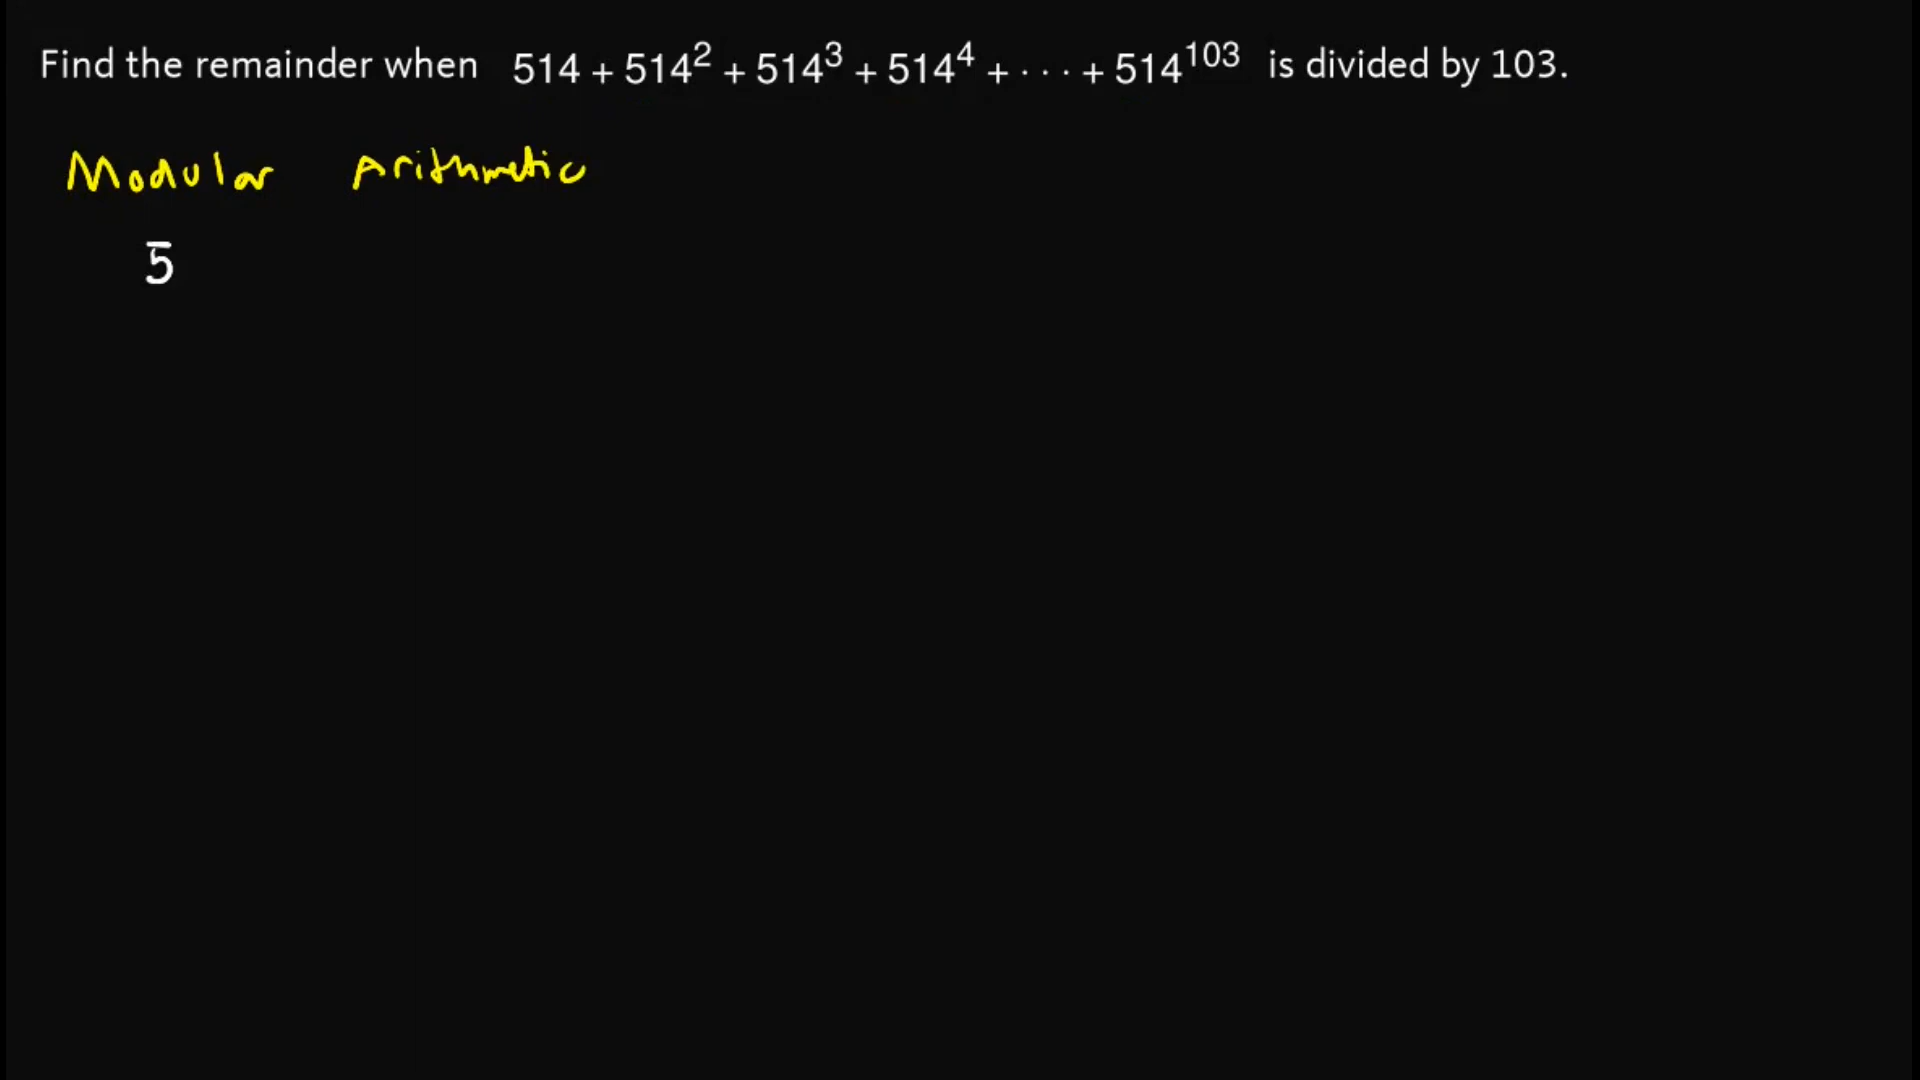 Find the remainder when 514 + 514² + 514³ + 514⁴ + ··· + 514¹⁰³ is divided by 103.
Modular Arithmetic
5